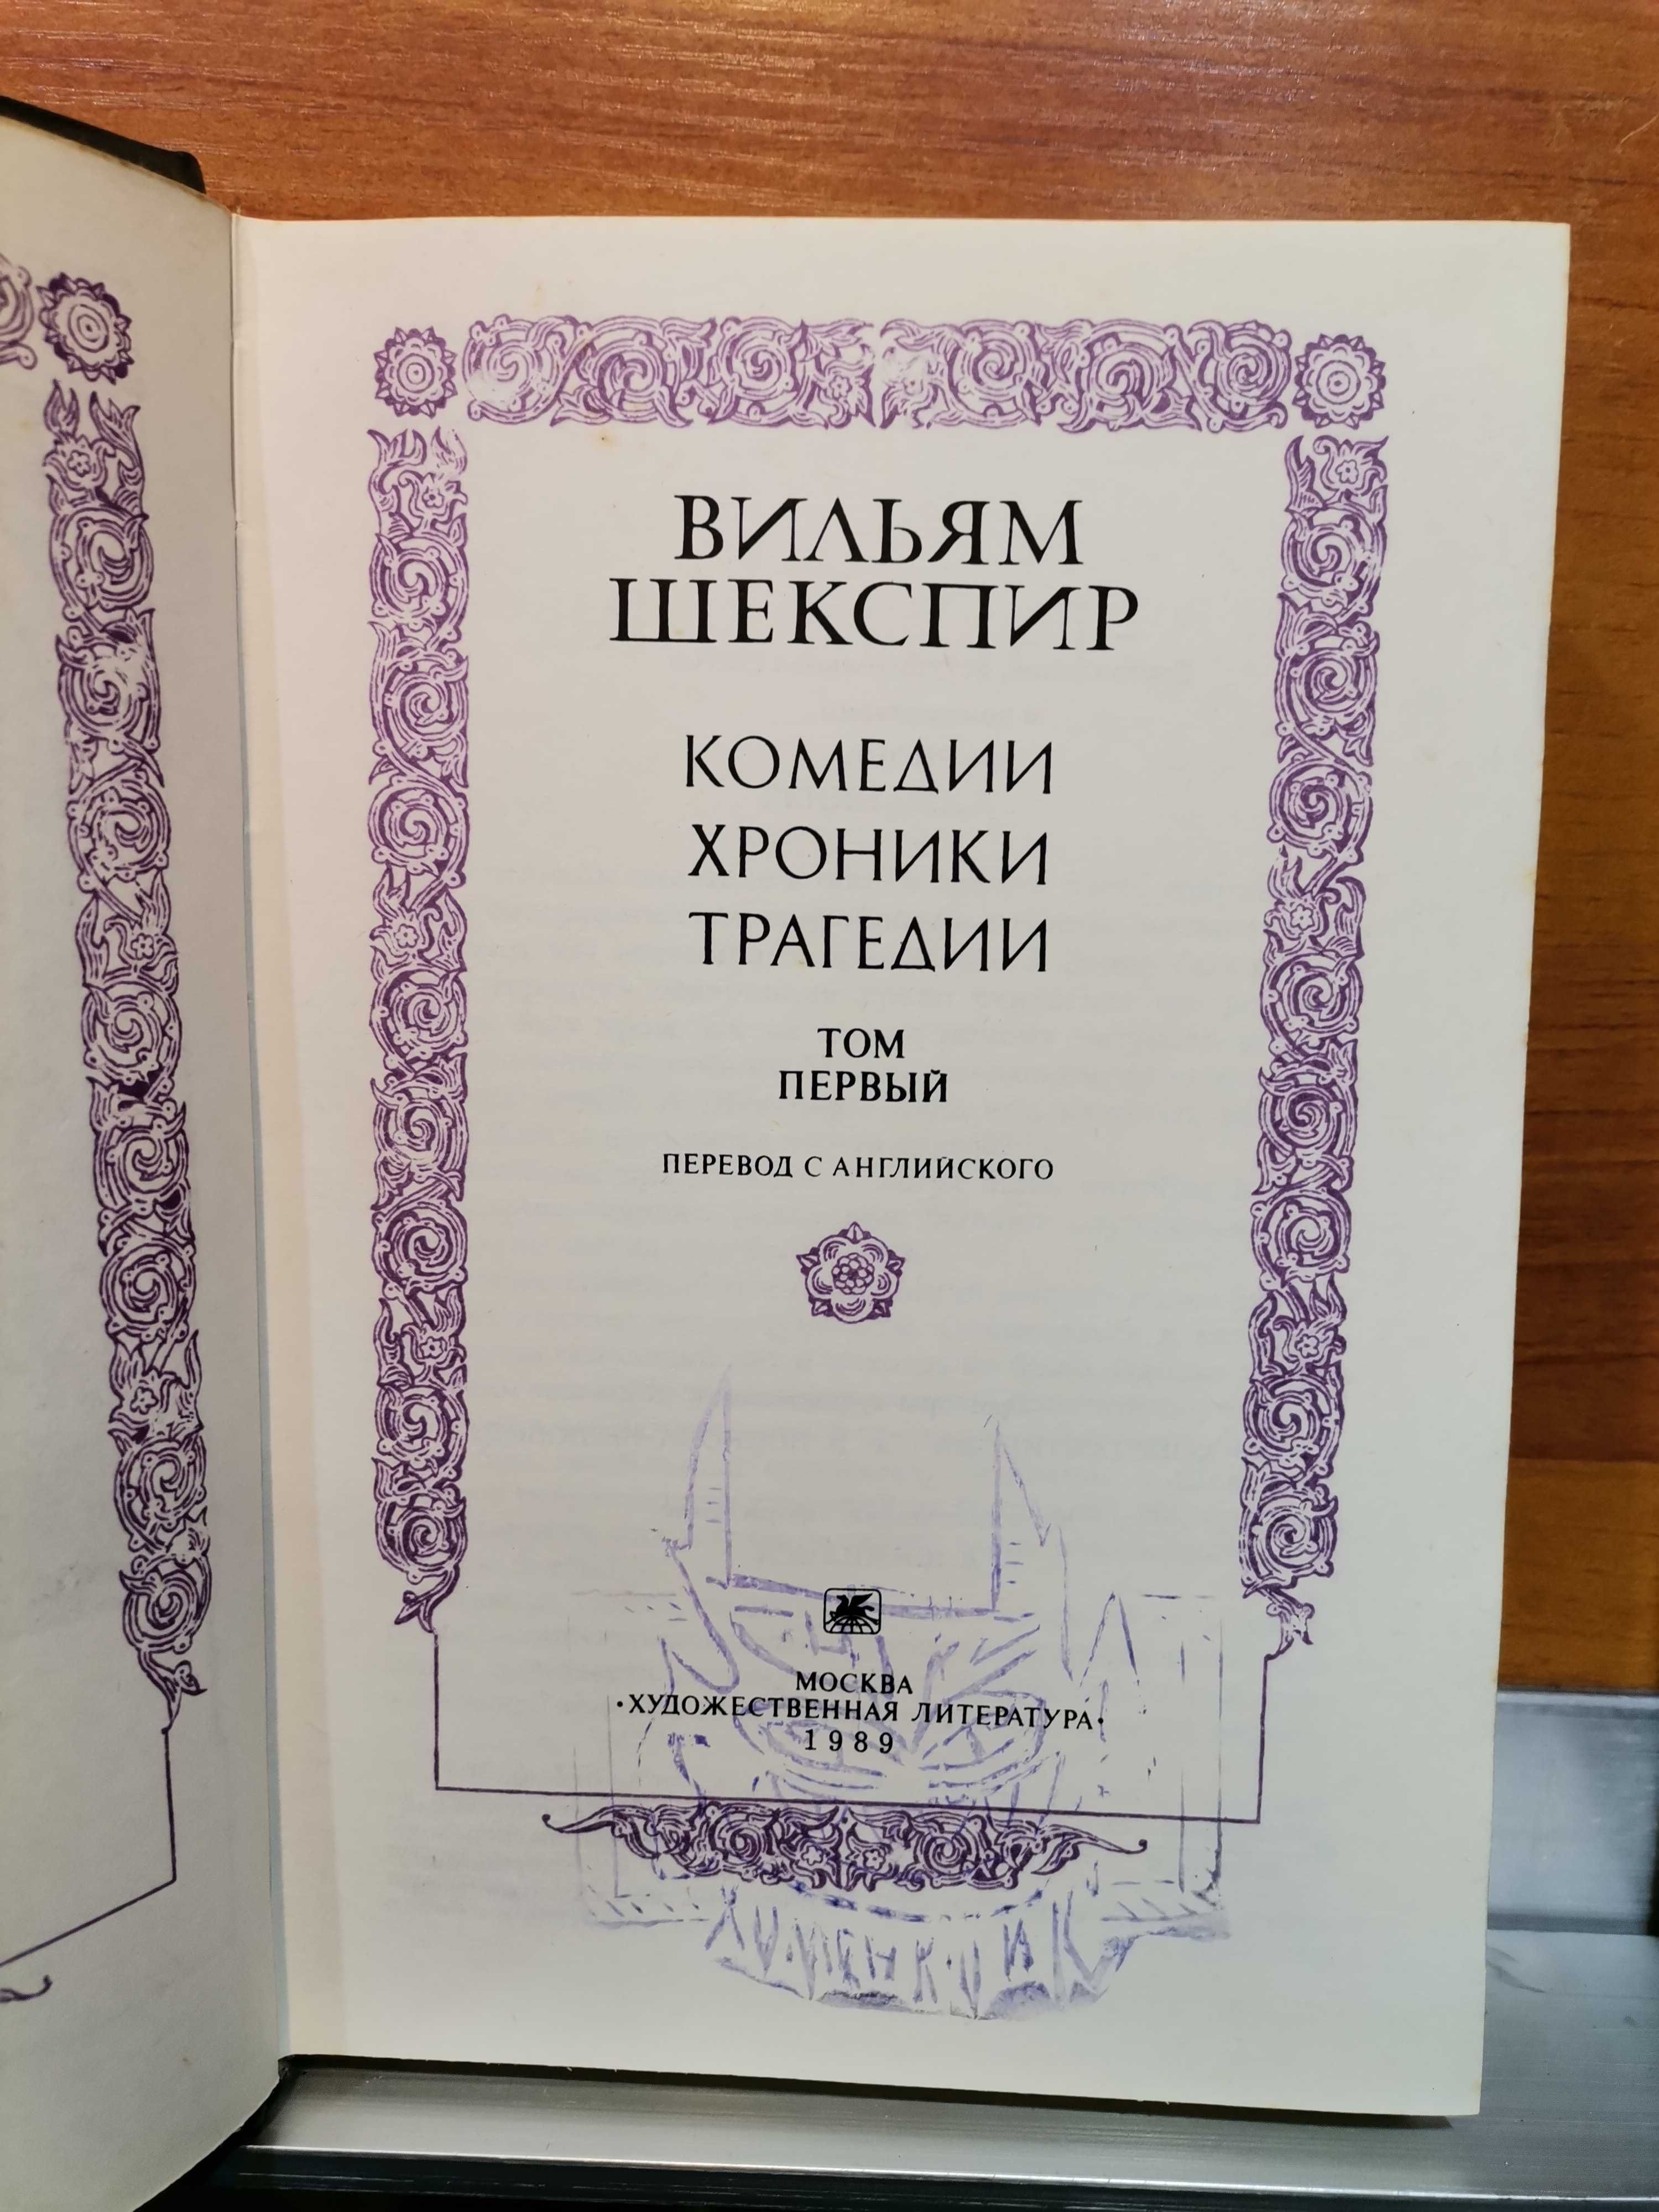 ВИЛЬЯМ
ШЕКСПИР
КОМЕДИИ
ХРОНИКИ
ТРАГЕДИИ
ТОМ
ПЕРВЫЙ
ПЕРЕВОД С АНГЛИЙСКОГО
МОСКВА
·ХУДОЖЕСТВЕННАЯ ЛИТЕРАТУРА·
1989